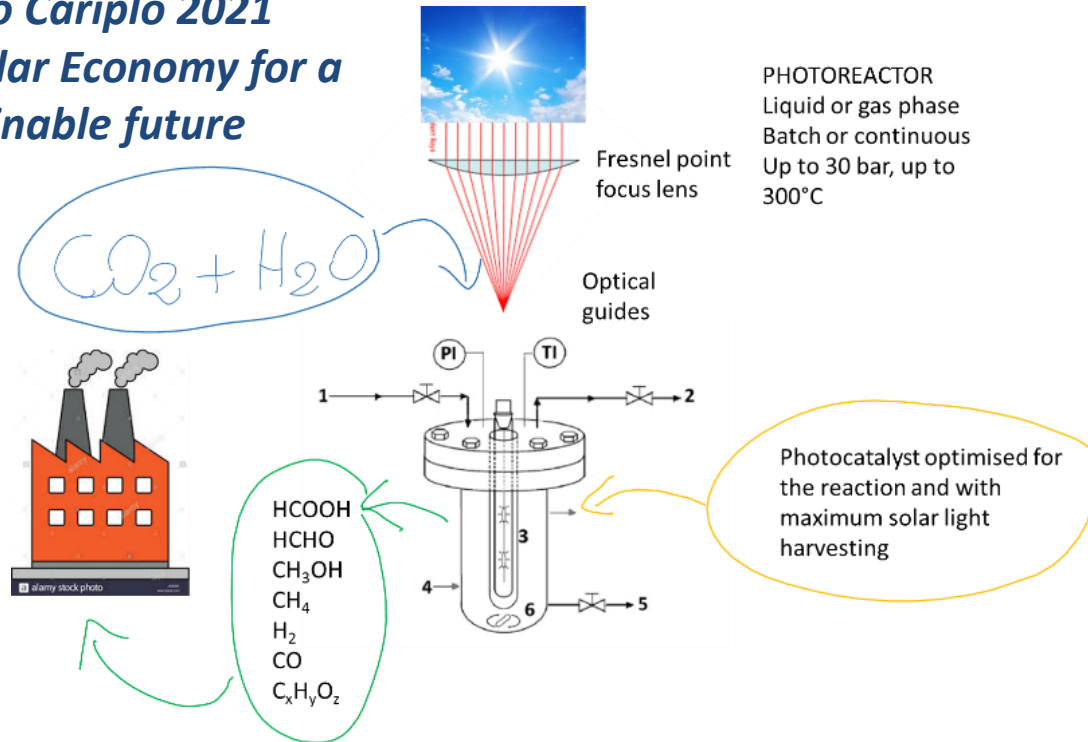 o Cariplo 2021
lar Economy for a
inable future
PHOTOREACTOR
Liquid or gas phase
Batch or continuous
Up to 30 bar, up to
300°C
Fresnel point
focus lens
Optical
guides
CO2 + H2O
PI
TI
1
2
3
4
5
6
HCOOH
HCHO
CH₃OH
CH₄
H₂
CO
CₓHᵧO_z
Photocatalyst optimised for
the reaction and with
maximum solar light
harvesting
alamy
a alamy stock photo